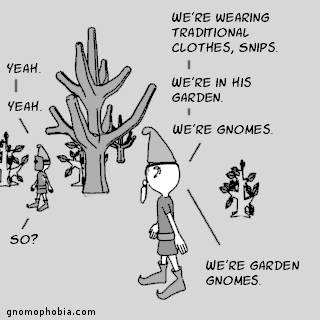 WE'RE WEARING
TRADITIONAL
CLOTHES, SNIPS.
YEAH.
WE'RE IN HIS
GARDEN.
YEAH.
WE'RE GNOMES.
SO?
WE'RE GARDEN
GNOMES.
gnomophobia.com